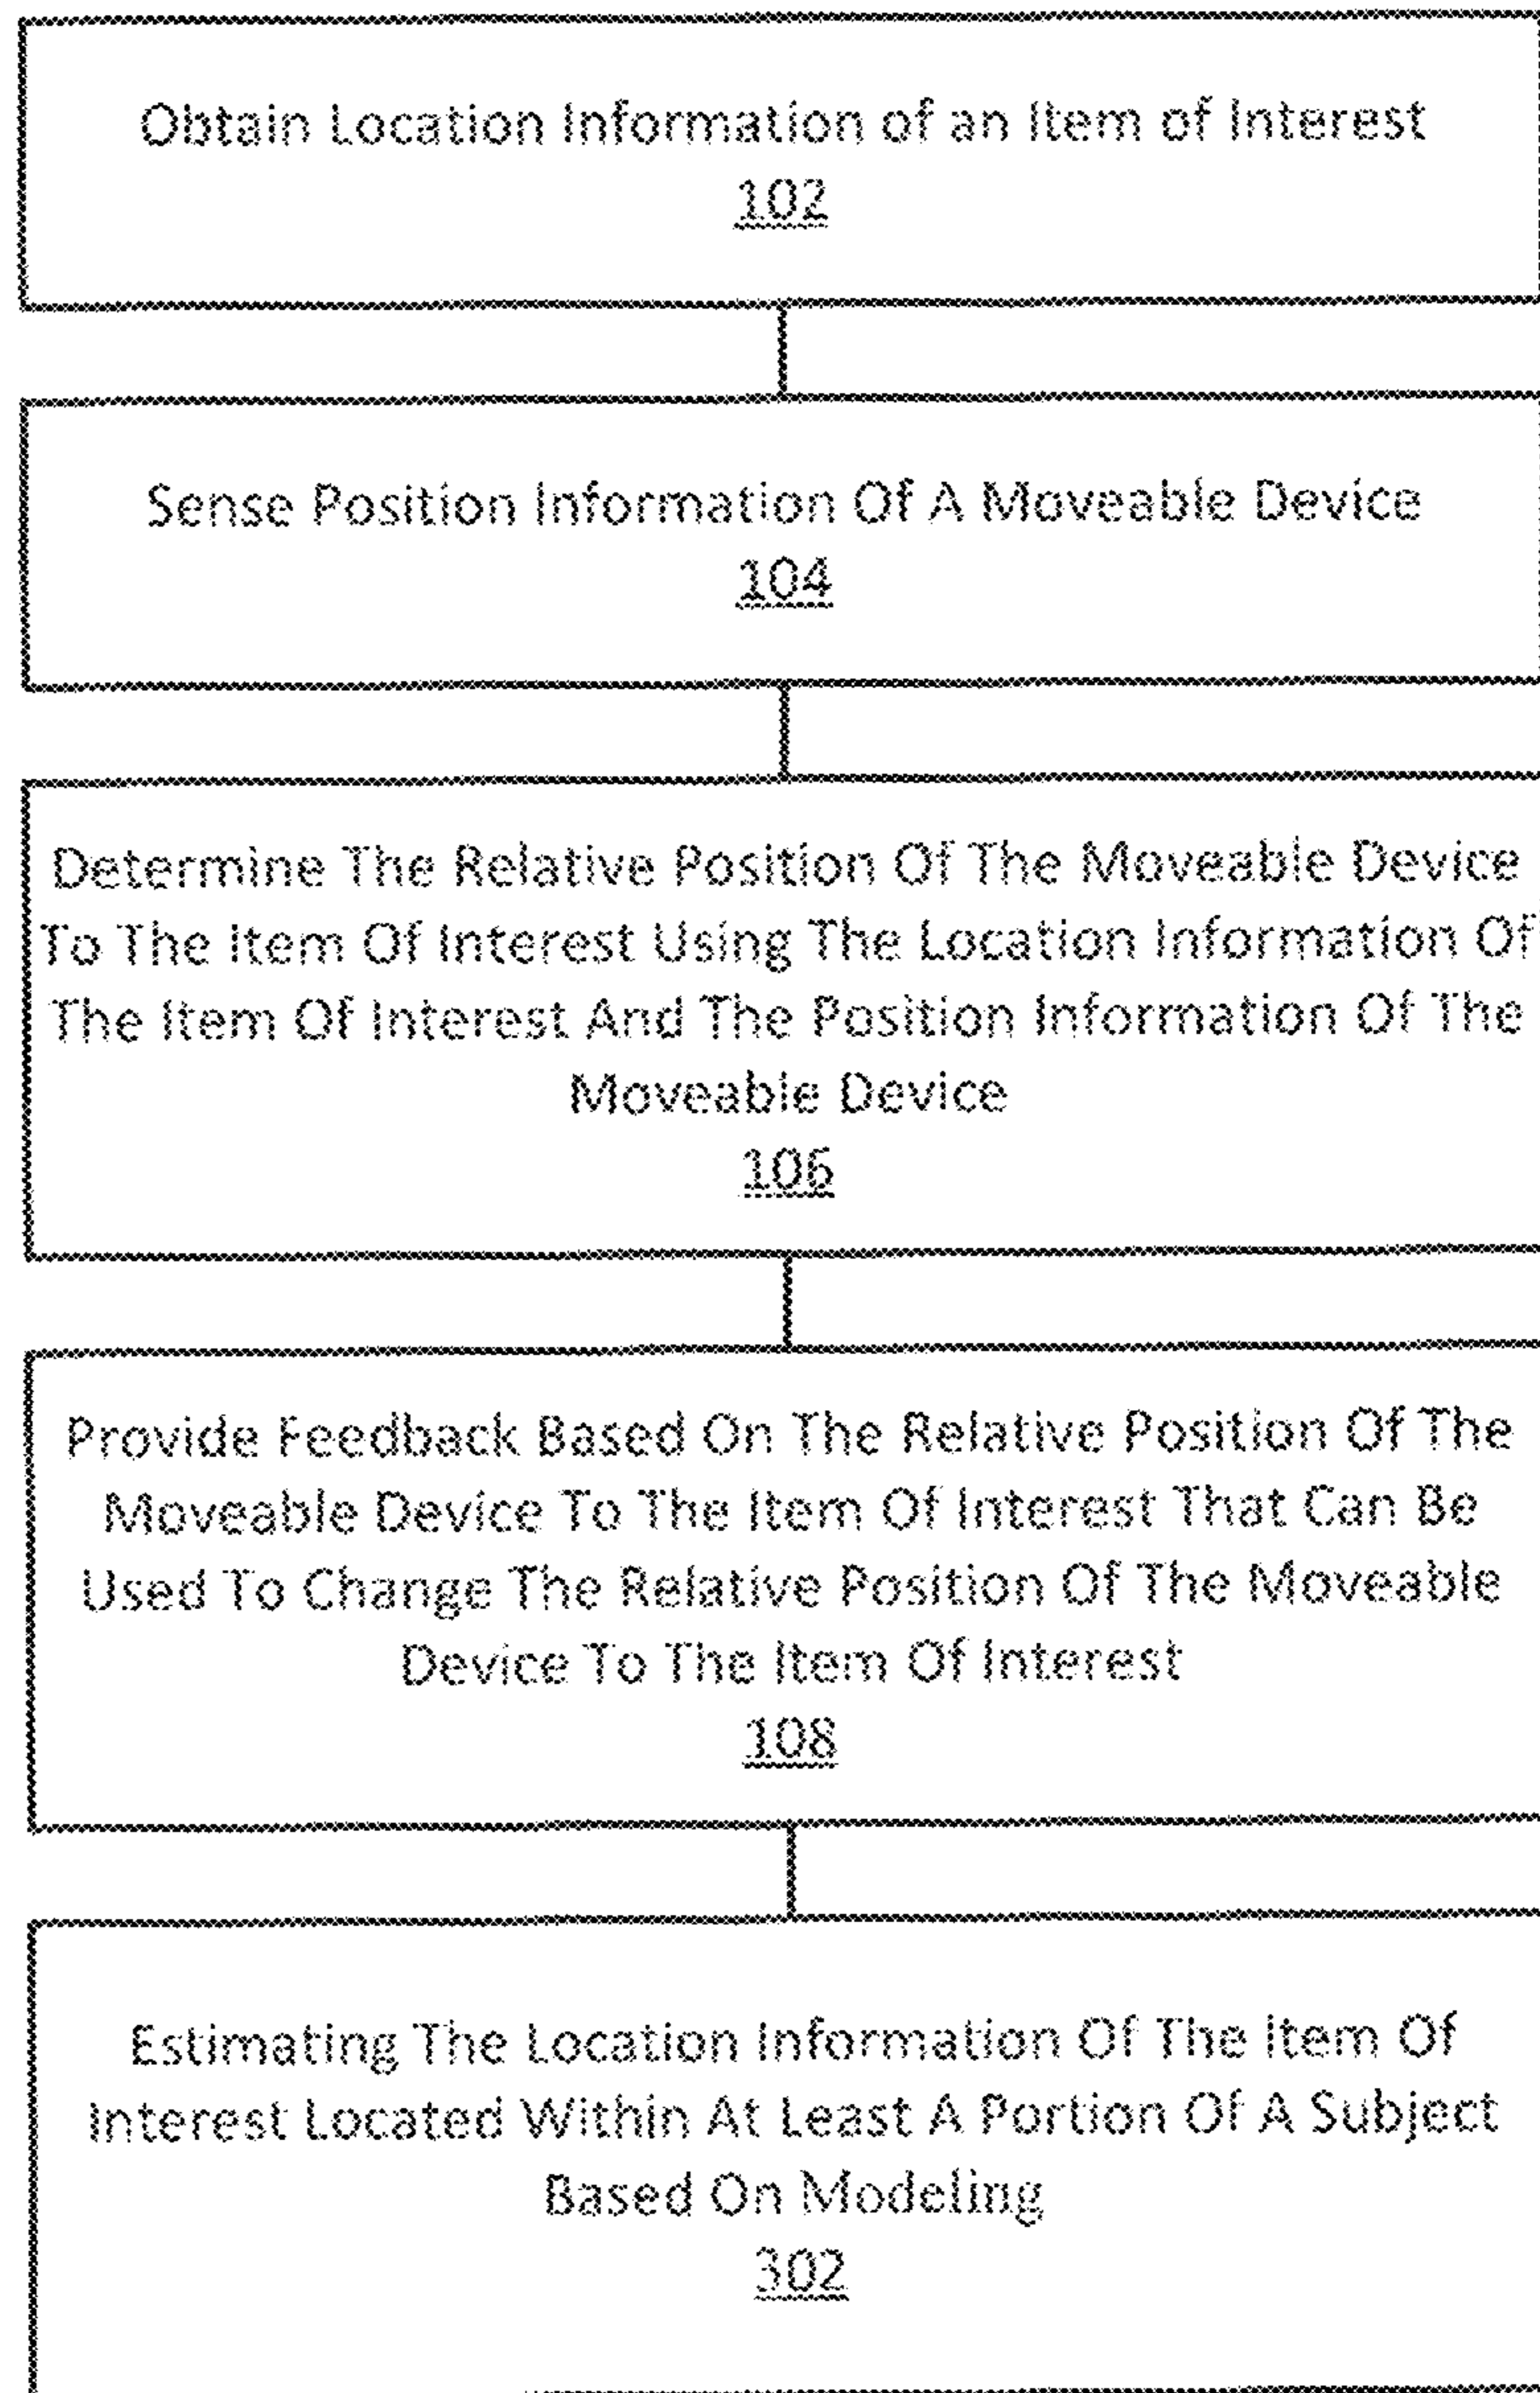 Obtain Location Information of an Item of Interest
102
Sense Position Information Of A Moveable Device
104
Determine The Relative Position Of The Moveable Device
To The Item Of Interest Using The Location Information Of
The Item Of Interest And The Position Information Of The
Moveable Device
106
Provide Feedback Based On The Relative Position Of The
Moveable Device To The Item Of Interest That Can Be
Used To Change The Relative Position Of The Moveable
Device To The Item Of Interest
108
Estimating The Location Information Of The Item Of
Interest Located Within At Least A Portion Of A Subject
Based On Modeling
302